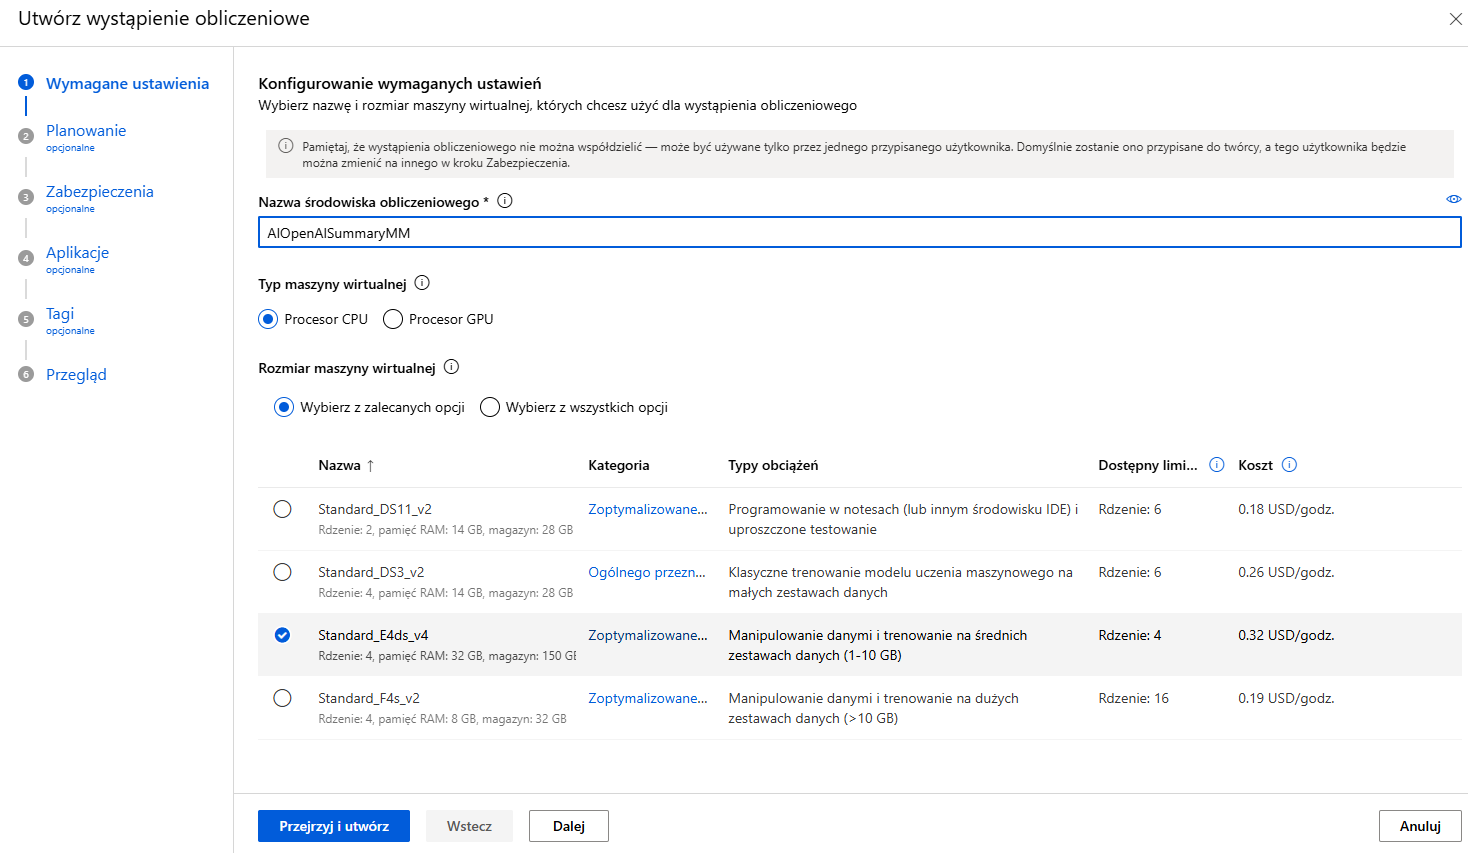 Utwórz wystąpienie obliczeniowe
1 Wymagane ustawienia
2 Planowanie
opcjonalne
3 Zabezpieczenia
opcjonalne
4 Aplikacje
opcjonalne
5 Tagi
opcjonalne
6 Przegląd
Konfigurowanie wymaganych ustawień
Wybierz nazwę i rozmiar maszyny wirtualnej, których chcesz użyć dla wystąpienia obliczeniowego
Pamiętaj, że wystąpienia obliczeniowego nie można współdzielić — może być używane tylko przez jednego przypisanego użytkownika. Domyślnie zostanie ono przypisane do twórcy, a tego użytkownika będzie
można zmienić na innego w kroku Zabezpieczenia.
Nazwa środowiska obliczeniowego *
AIOpenAISummaryMM
Typ maszyny wirtualnej
Procesor CPU Procesor GPU
Rozmiar maszyny wirtualnej
Wybierz z zalecanych opcji Wybierz z wszystkich opcji
Nazwa ↑ Kategoria Typy obciążeń Dostępny limi... Koszt
Standard_DS11_v2 Zoptymalizowane... Programowanie w notesach (lub innym środowisku IDE) i Rdzenie: 6 0.18 USD/godz.
Rdzenie: 2, pamięć RAM: 14 GB, magazyn: 28 GB uproszczone testowanie
Standard_DS3_v2 Ogólnego przezn... Klasyczne trenowanie modelu uczenia maszynowego na Rdzenie: 6 0.26 USD/godz.
Rdzenie: 4, pamięć RAM: 14 GB, magazyn: 28 GB małych zestawach danych
Standard_E4ds_v4 Zoptymalizowane... Manipulowanie danymi i trenowanie na średnich Rdzenie: 4 0.32 USD/godz.
Rdzenie: 4, pamięć RAM: 32 GB, magazyn: 150 GB zestawach danych (1-10 GB)
Standard_F4s_v2 Zoptymalizowane... Manipulowanie danymi i trenowanie na dużych Rdzenie: 16 0.19 USD/godz.
Rdzenie: 4, pamięć RAM: 8 GB, magazyn: 32 GB zestawach danych (>10 GB)
Przejrzyj i utwórz Wstecz Dalej Anuluj